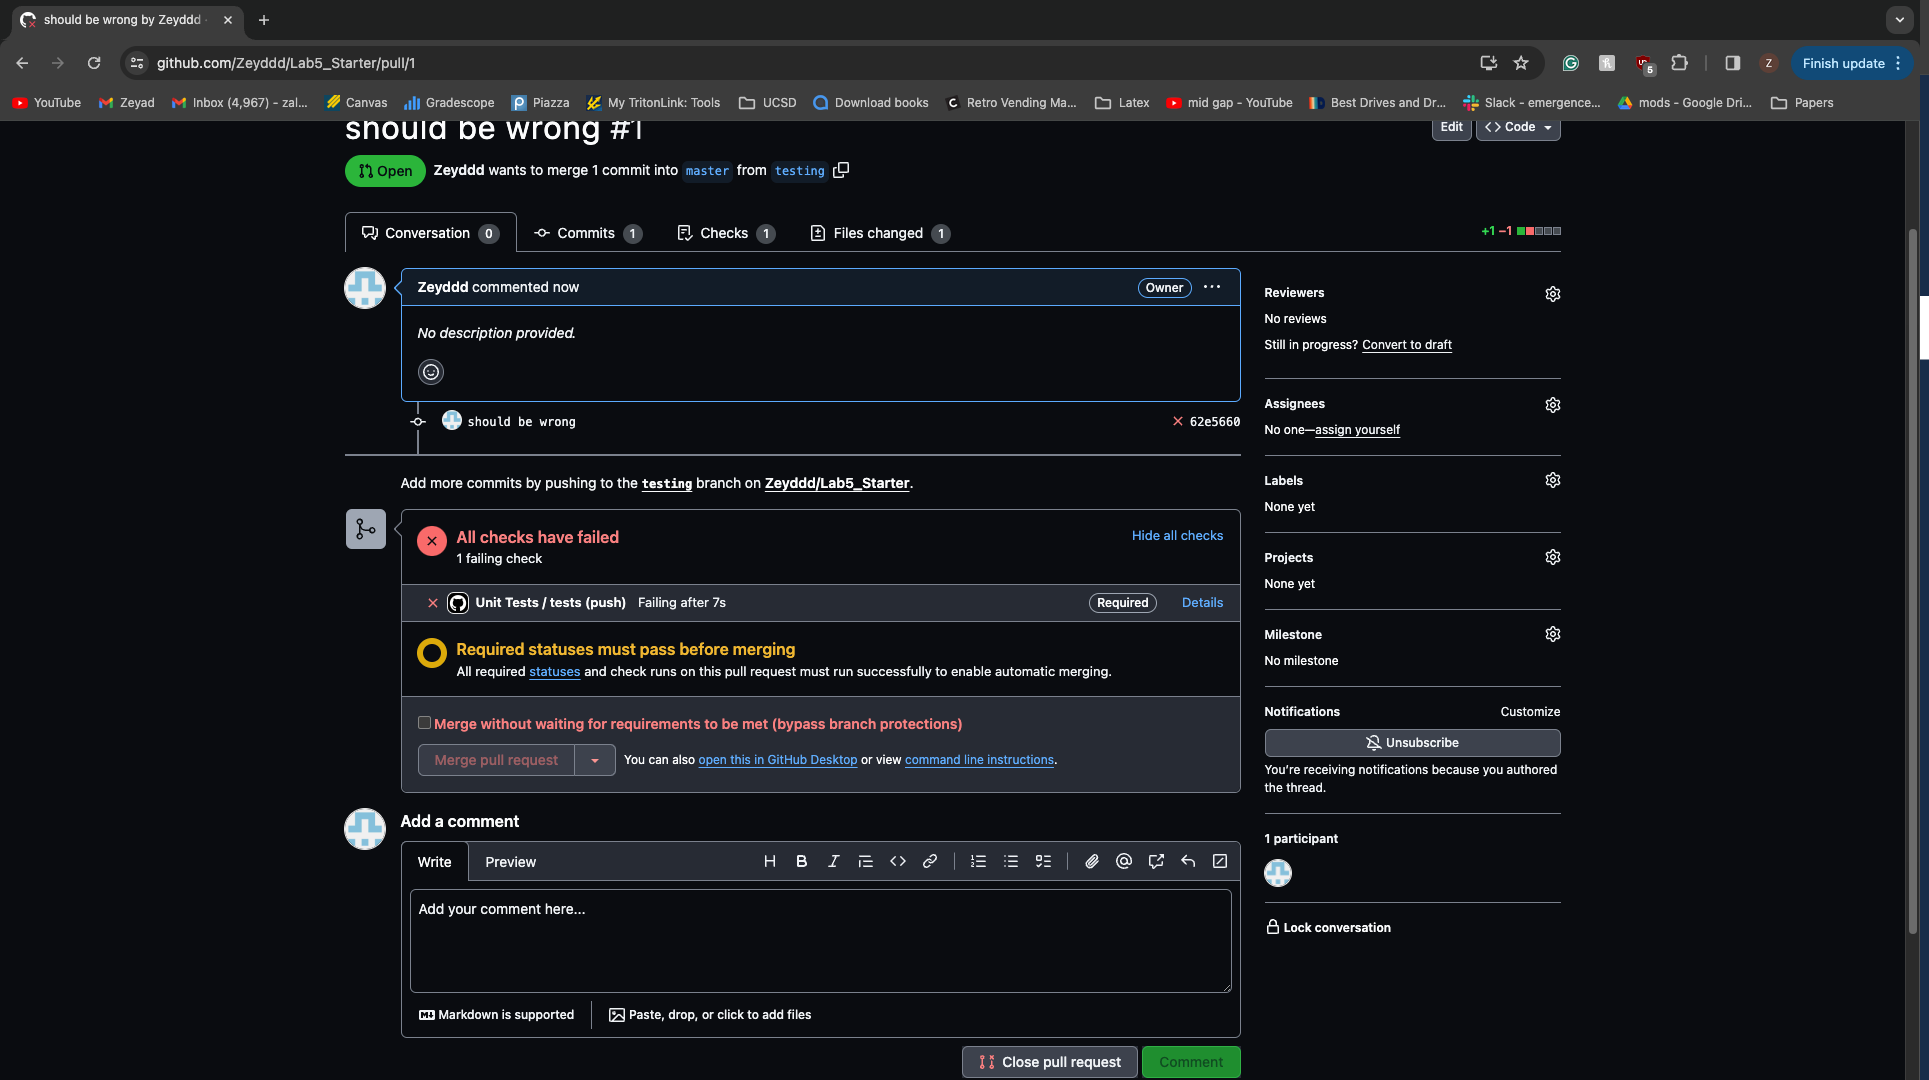 should be wrong by Zeyddd
github.com/Zeyddd/Lab5_Starter/pull/1
5
Z
Finish update
YouTube
Zeyad
Inbox (4,967) - zal...
Canvas
Gradescope
Piazza
My TritonLink: Tools
UCSD
Download books
Retro Vending Ma...
Latex
mid gap - YouTube
Best Drives and Dr...
Slack - emergence...
mods - Google Dri...
Papers
should be wrong #1
Edit
<> Code
Open
Zeyddd wants to merge 1 commit into master from testing
Conversation 0
Commits 1
Checks 1
Files changed 1
+1 −1
Zeyddd commented now
Owner
No description provided.
should be wrong
62e5660
Add more commits by pushing to the testing branch on Zeyddd/Lab5_Starter.
All checks have failed
1 failing check
Hide all checks
Unit Tests / tests (push) Failing after 7s
Required
Details
Required statuses must pass before merging
All required statuses and check runs on this pull request must run successfully to enable automatic merging.
Merge without waiting for requirements to be met (bypass branch protections)
Merge pull request
You can also open this in GitHub Desktop or view command line instructions.
Add a comment
Write
Preview
Add your comment here...
Markdown is supported
Paste, drop, or click to add files
Close pull request
Comment
Reviewers
No reviews
Still in progress? Convert to draft
Assignees
No one—assign yourself
Labels
None yet
Projects
None yet
Milestone
No milestone
Notifications
Customize
Unsubscribe
You're receiving notifications because you authored
the thread.
1 participant
Lock conversation